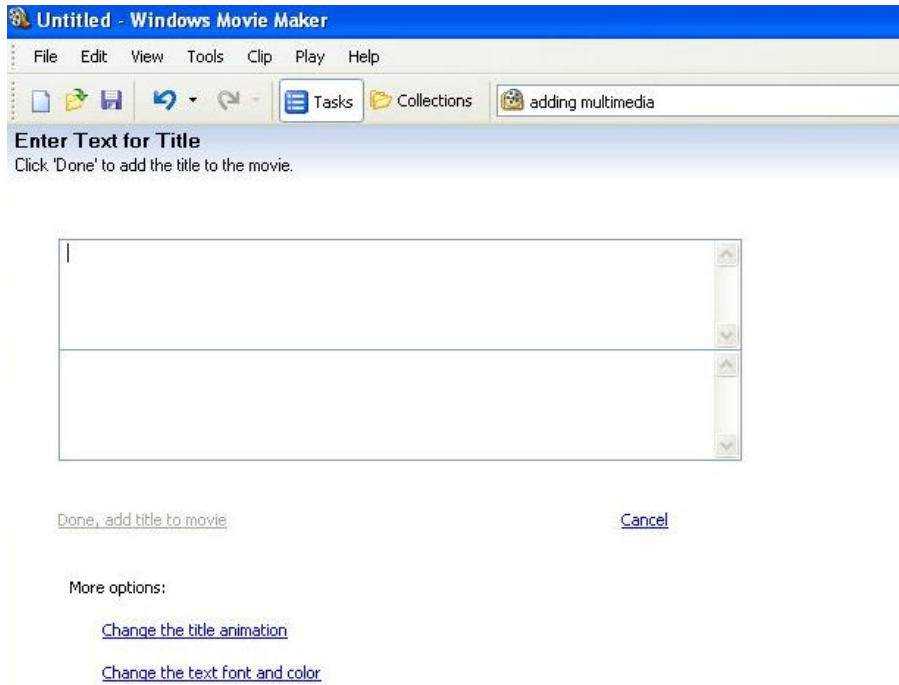 Untitled - Windows Movie Maker
File Edit View Tools Clip Play Help
Tasks Collections adding multimedia
Enter Text for Title
Click 'Done' to add the title to the movie.
Done, add title to movie Cancel
More options:
Change the title animation
Change the text font and color